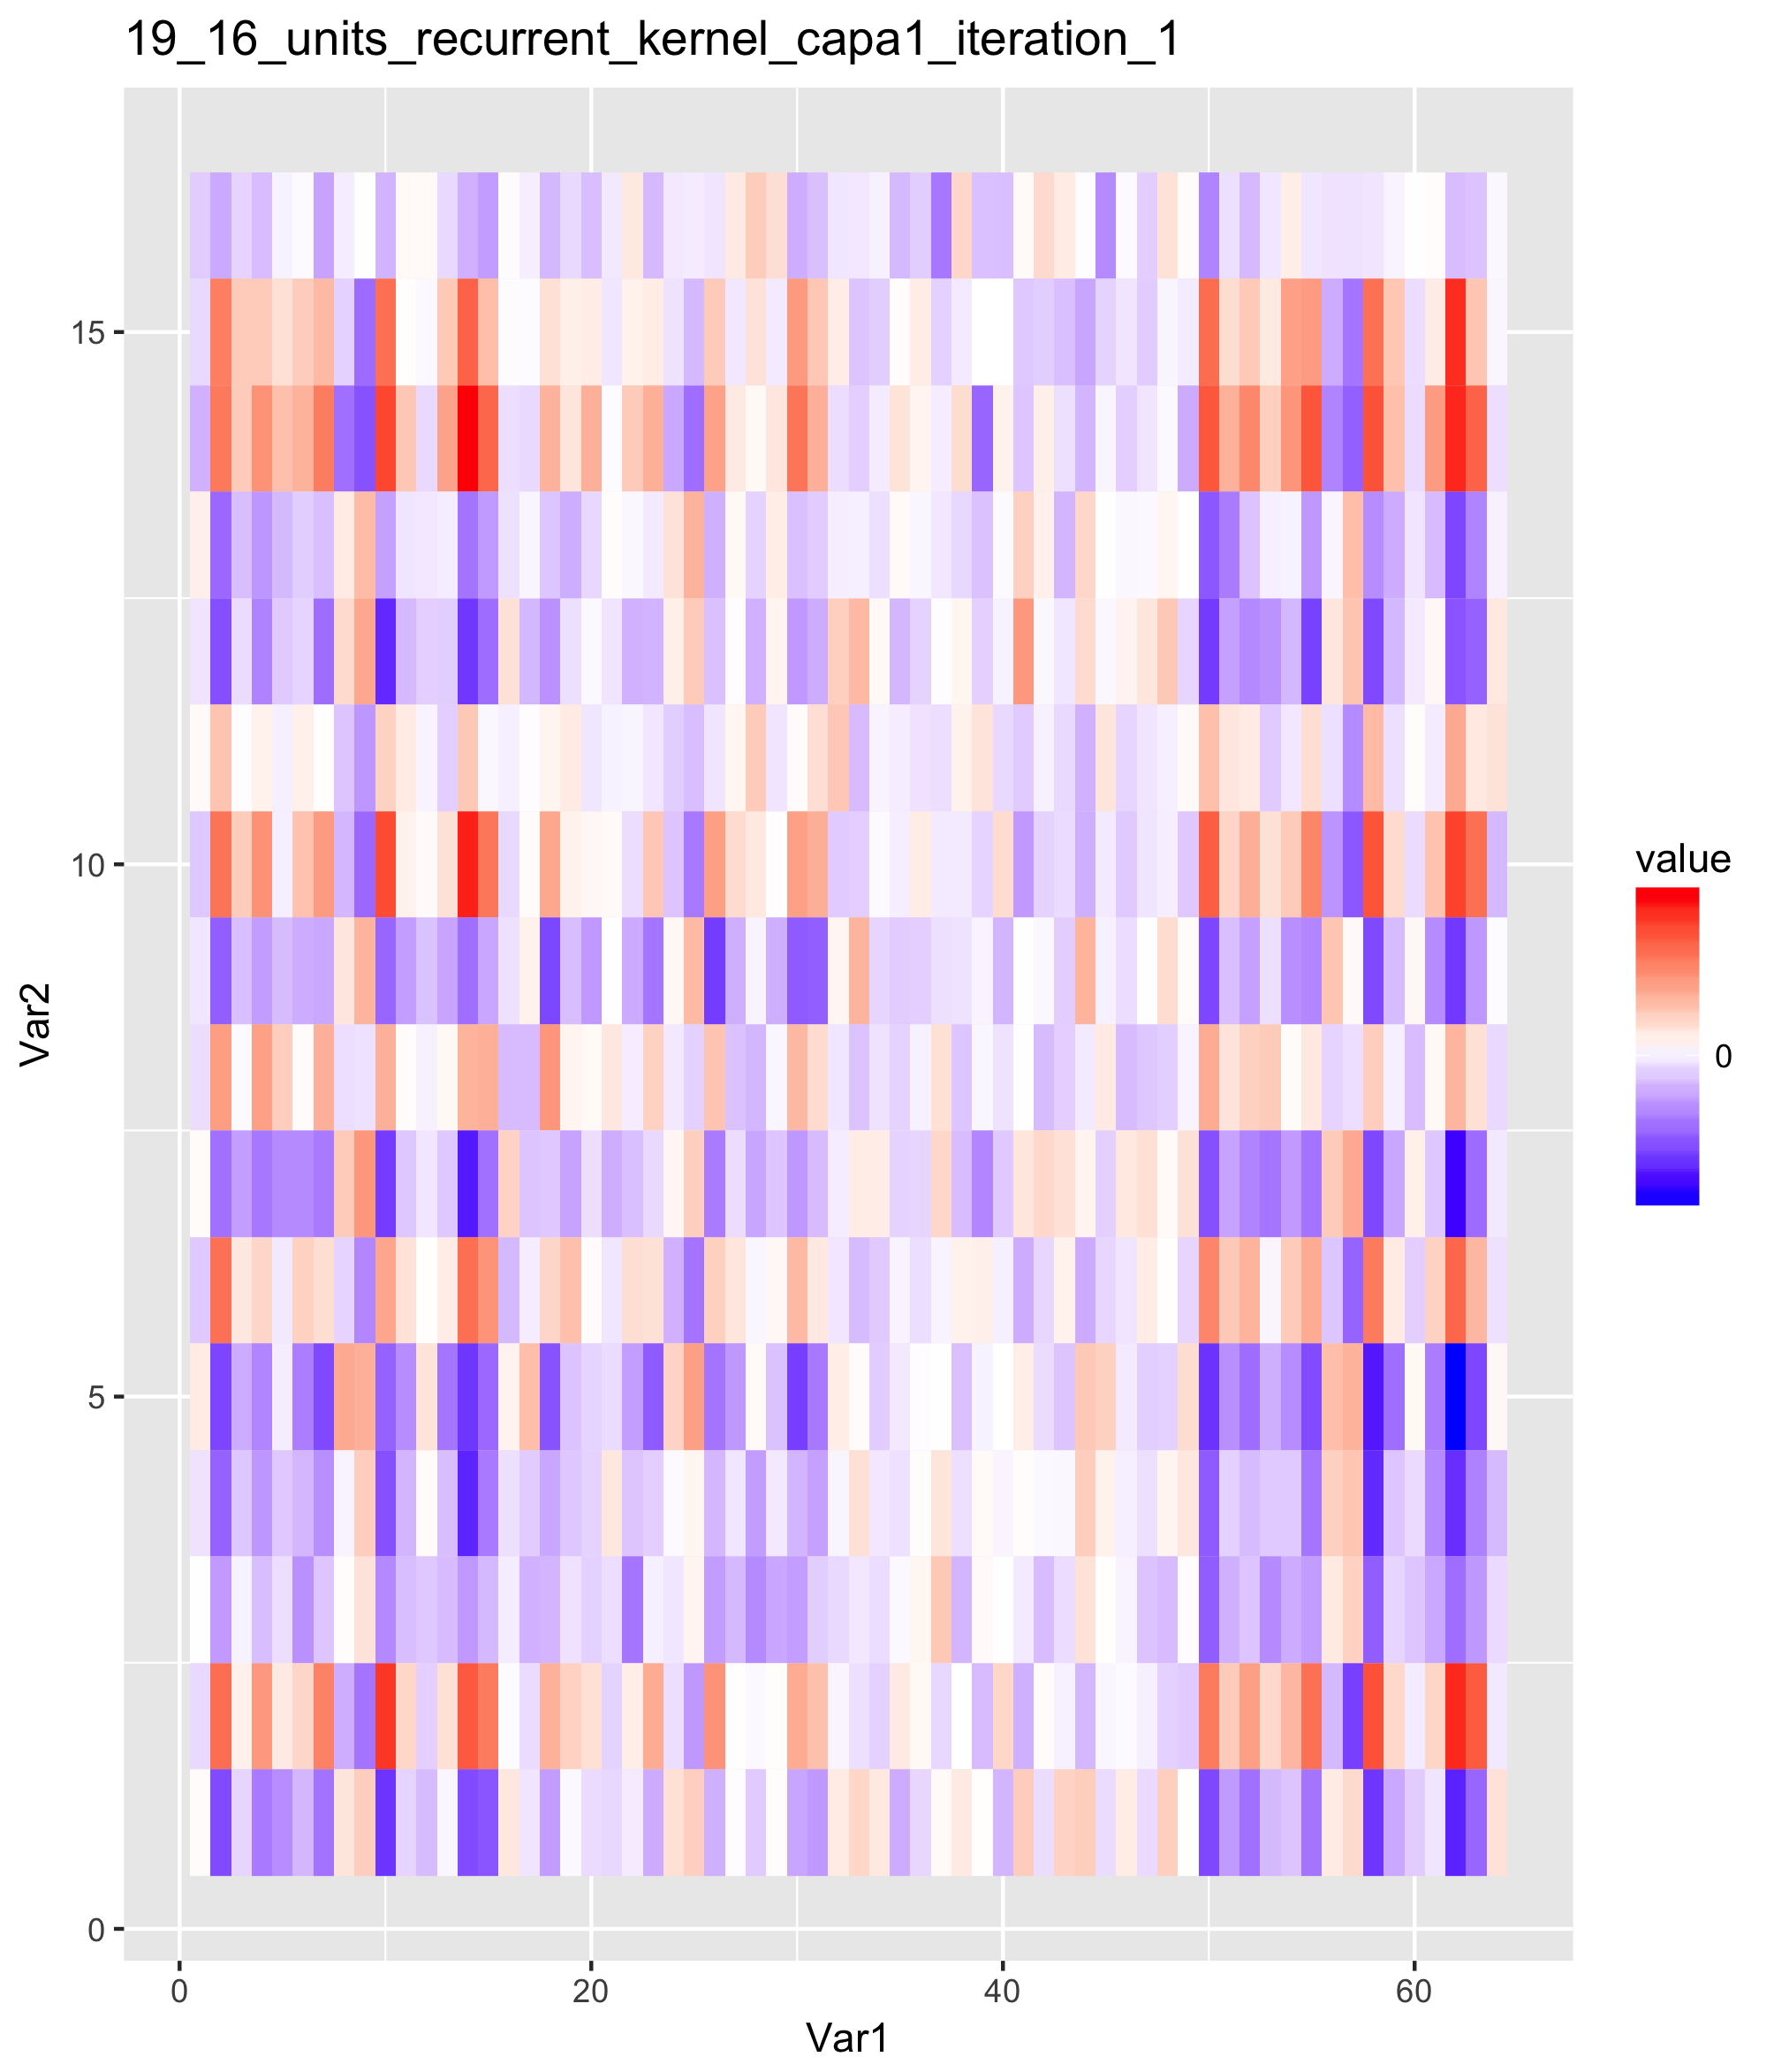 19_16_units_recurrent_kernel_capa1_iteration_1
15
10
5
0
Var2
0
20
40
60
Var1
value
0